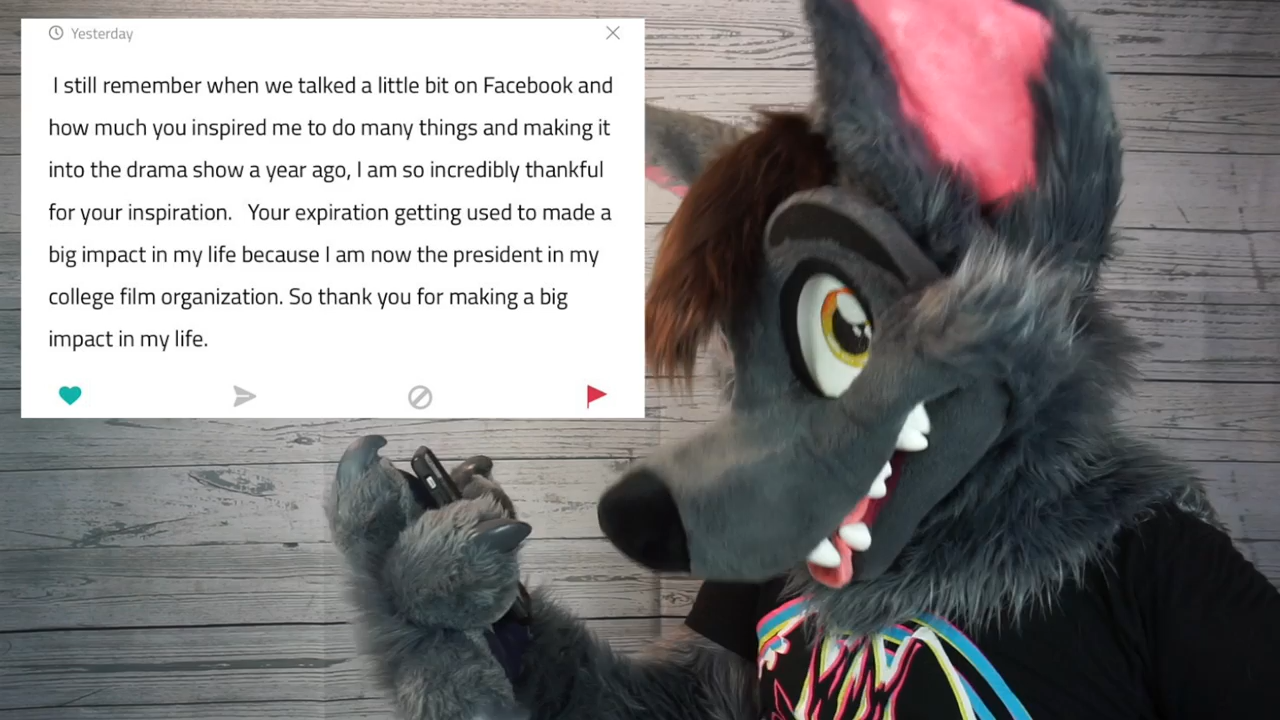 Yesterday
I still remember when we talked a little bit on Facebook and
how much you inspired me to do many things and making it
into the drama show a year ago, I am so incredibly thankful
for your inspiration. Your expiration getting used to made a
big impact in my life because I am now the president in my
college film organization. So thank you for making a big
impact in my life.